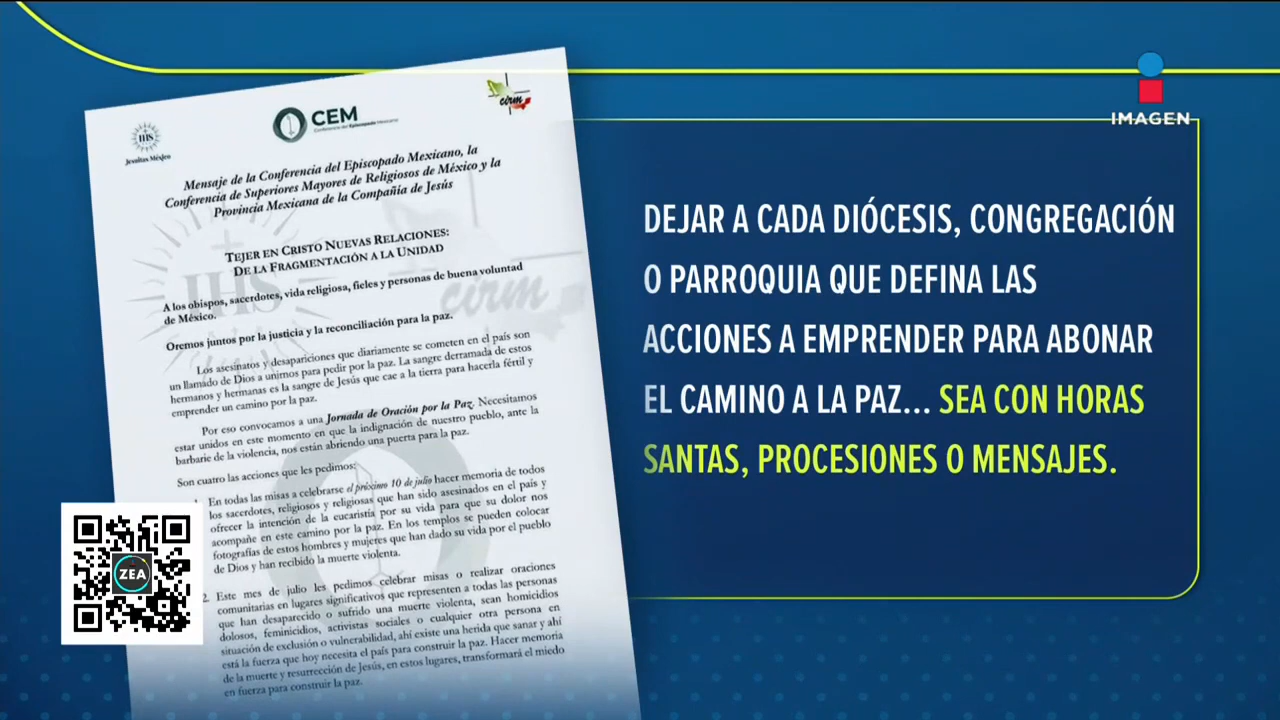 IHS
Jesuitas México
CEM
Conferencia del Episcopado Mexicano
cirm
Mensaje de la Conferencia del Episcopado Mexicano, la
Conferencia de Superiores Mayores de Religiosos de México y la
Provincia Mexicana de la Compañía de Jesús
TEJER EN CRISTO NUEVAS RELACIONES:
DE LA FRAGMENTACIÓN A LA UNIDAD
A los obispos, sacerdotes, vida religiosa, fieles y personas de buena voluntad
de México.
Oremos juntos por la justicia y la reconciliación para la paz.
Los asesinatos y desapariciones que diariamente se cometen en el país son
un llamado de Dios a unirnos para pedir por la paz. La sangre derramada de estos
hermanos y hermanas es la sangre de Jesús que cae a la tierra para hacerla fértil y
emprender un camino por la paz.
Por eso convocamos a una Jornada de Oración por la Paz. Necesitamos
estar unidos en este momento en que la indignación de nuestro pueblo, ante la
barbarie de la violencia, nos están abriendo una puerta para la paz.
Son cuatro las acciones que les pedimos:
En todas las misas a celebrarse el próximo 10 de julio hacer memoria de todos
los sacerdotes, religiosos y religiosas que han sido asesinados en el país y
ofrecer la intención de la eucaristía por su vida para que su dolor nos
acompañe en este camino por la paz. En los templos se pueden colocar
fotografías de estos hombres y mujeres que han dado su vida por el pueblo
de Dios y han recibido la muerte violenta.
2. Este mes de julio les pedimos celebrar misas o realizar oraciones
comunitarias en lugares significativos que representen a todas las personas
que han desaparecido o sufrido una muerte violenta, sean homicidios
dolosos, feminicidios, activistas sociales o cualquier otra persona en
situación de exclusión o vulnerabilidad, ahí existe una herida que sanar y ahí
está la fuerza que hoy necesita el país para construir la paz. Hacer memoria
de la muerte y resurrección de Jesús, en estos lugares, transformará el miedo
en fuerza para construir la paz.
ZEA
IMAGEN
DEJAR A CADA DIÓCESIS, CONGREGACIÓN
O PARROQUIA QUE DEFINA LAS
ACCIONES A EMPRENDER PARA ABONAR
EL CAMINO A LA PAZ... SEA CON HORAS
SANTAS, PROCESIONES O MENSAJES.